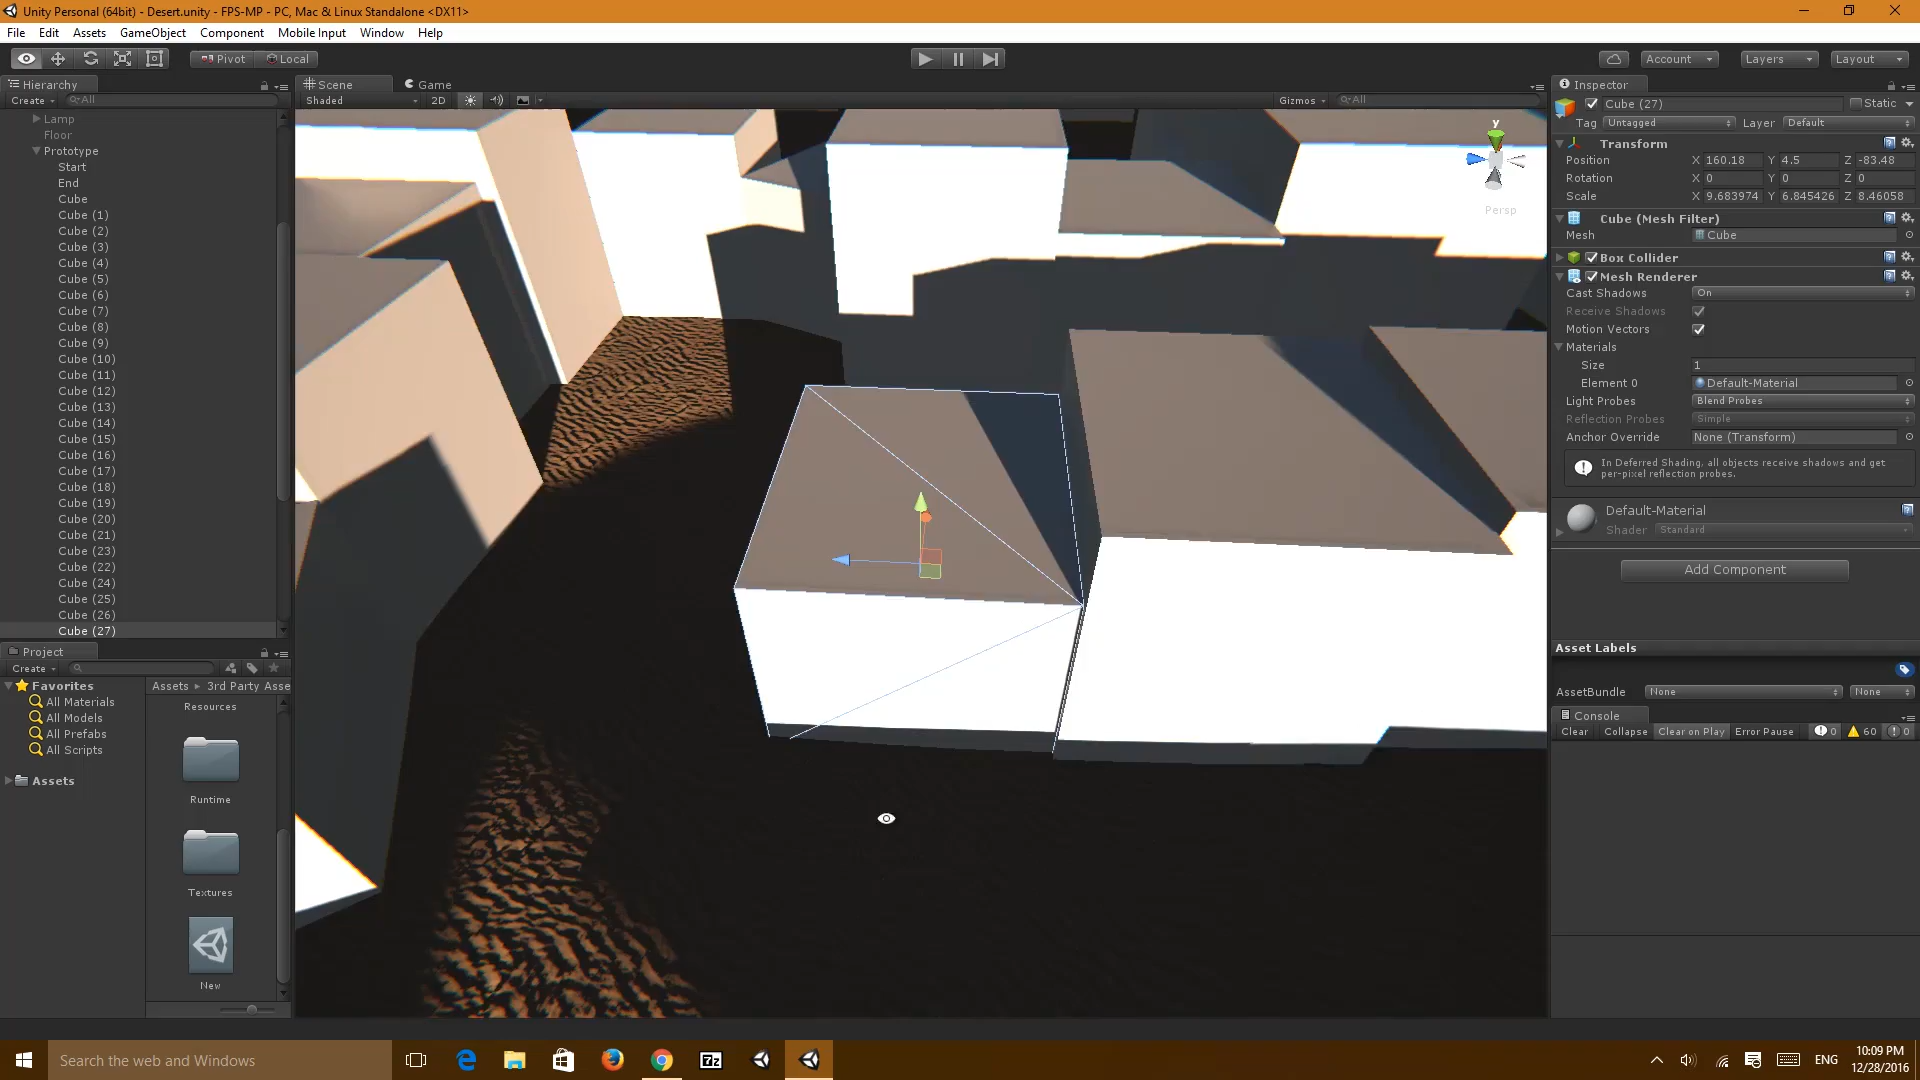 Unity Personal (64bit) - Desert.unity - FPS-MP - PC, Mac & Linux Standalone <DX11>
File Edit Assets GameObject Component Mobile Input Window Help
Pivot Local Account Layers Layout
Hierarchy
Create All
Lamp
Floor
Prototype
Start
End
Cube
Cube (1)
Cube (2)
Cube (3)
Cube (4)
Cube (5)
Cube (6)
Cube (7)
Cube (8)
Cube (9)
Cube (10)
Cube (11)
Cube (12)
Cube (13)
Cube (14)
Cube (15)
Cube (16)
Cube (17)
Cube (18)
Cube (19)
Cube (20)
Cube (21)
Cube (23)
Cube (22)
Cube (24)
Cube (25)
Cube (26)
Cube (27)
Project
Create
Favorites
All Materials
All Models
All Prefabs
All Scripts
Assets
Assets 3rd Party Asse
Resources
Runtime
Textures
New
Scene Game
Shaded 2D Gizmos All
y
Persp
Inspector
Cube (27) Static
Tag Untagged Layer Default
Transform
Position X 160.18 Y 4.5 Z -83.48
Rotation X 0 Y 0 Z 0
Scale X 9.683974 Y 6.845426 Z 8.46058
Cube (Mesh Filter)
Mesh Cube
Box Collider
Mesh Renderer
Cast Shadows On
Receive Shadows
Motion Vectors
Materials
Size 1
Element 0 Default-Material
Light Probes Blend Probes
Reflection Probes Simple
Anchor Override None (Transform)
In Deferred Shading, all objects receive shadows and get
per-pixel reflection probes.
Default-Material
Shader Standard
Add Component
Asset Labels
AssetBundle None None
Console
Clear Collapse Clear on Play Error Pause 0 60 0
Search the web and Windows
7z
ENG
10:09 PM
12/28/2016